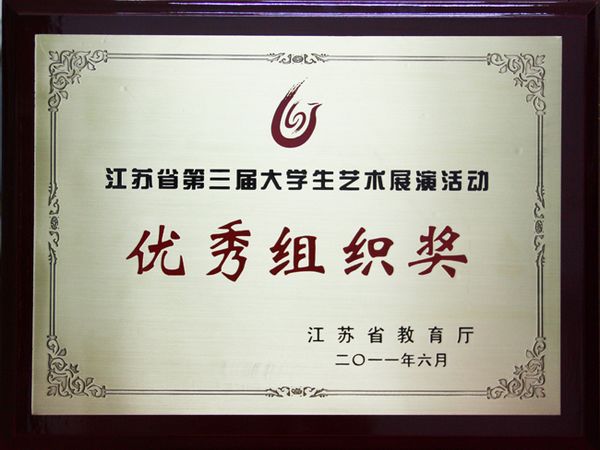 江苏省第三届大学生艺术展演活动
优秀组织奖
江苏省教育厅
二〇一一年六月